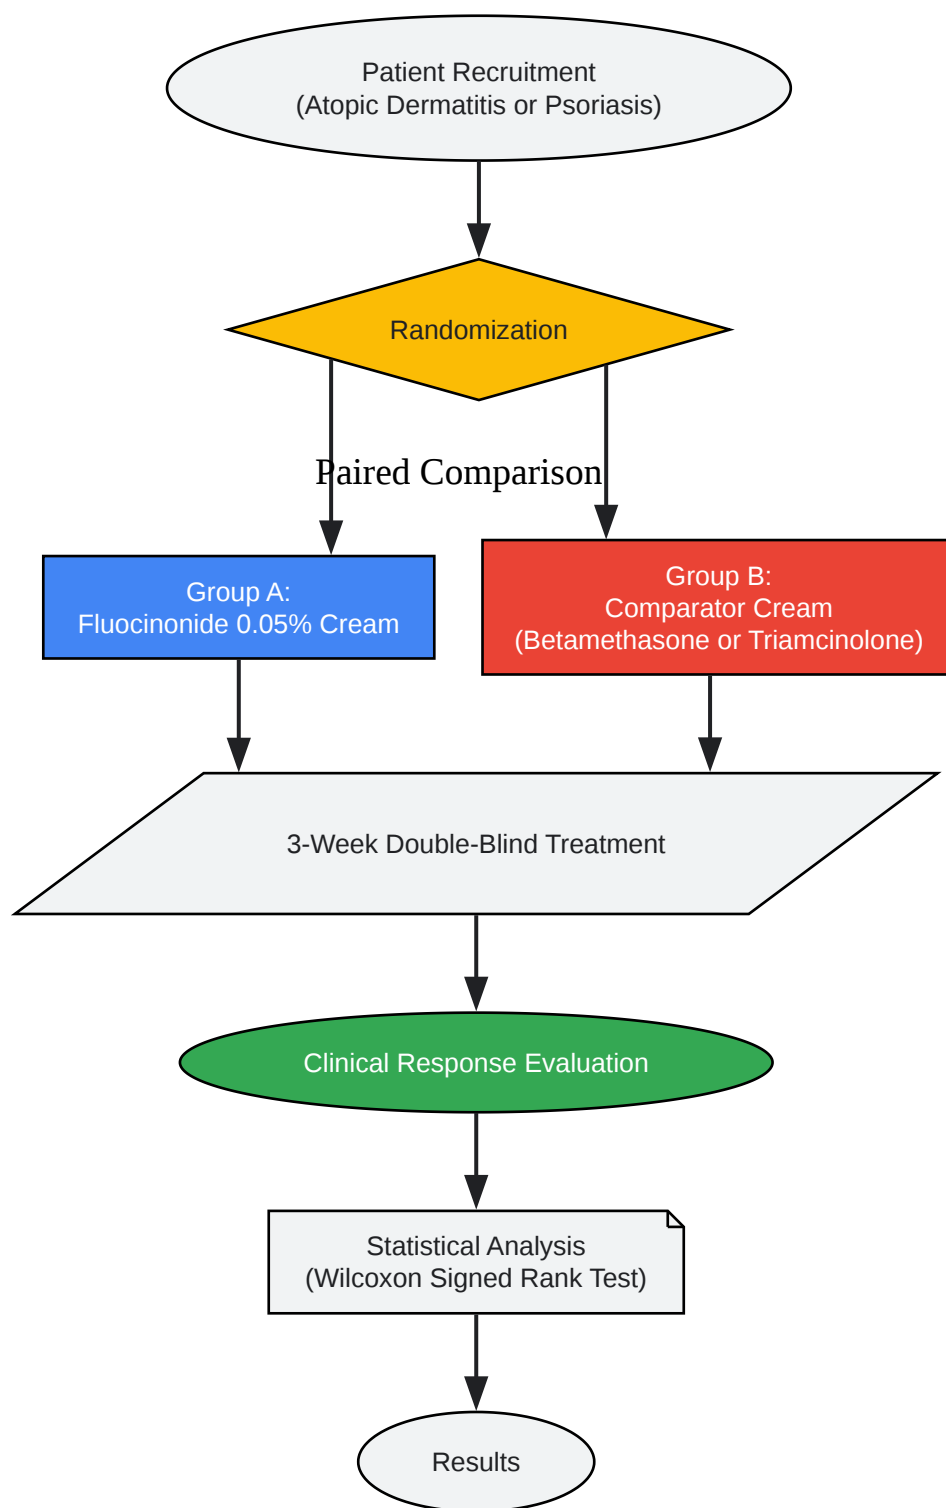 Patient Recruitment
(Atopic Dermatitis or Psoriasis)
Randomization
Paired Comparison
Group A:
Fluocinonide 0.05% Cream
Group B:
Comparator Cream
(Betamethasone or Triamcinolone)
3-Week Double-Blind Treatment
Clinical Response Evaluation
Statistical Analysis
(Wilcoxon Signed Rank Test)
Results